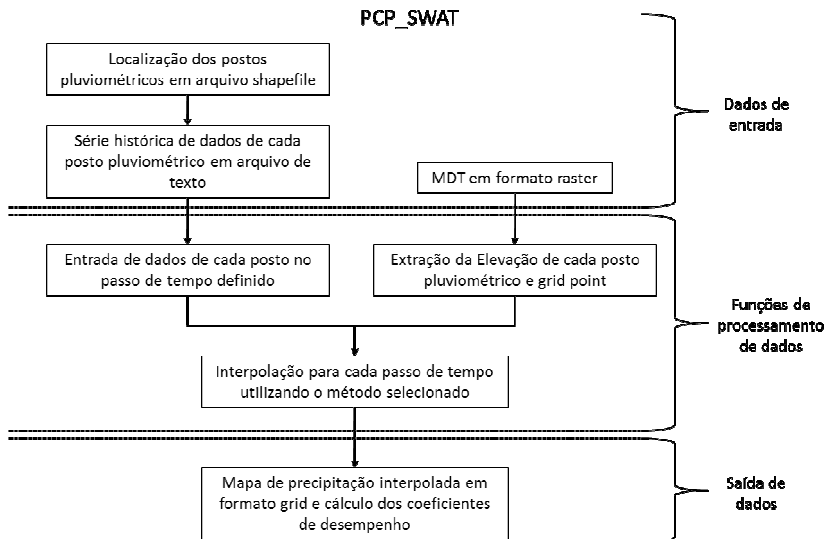 PCP_SWAT
Localização dos postos
pluviométricos em arquivo shapefile
Série histórica de dados de cada
posto pluviométrico em arquivo de
texto
MDT em formato raster
Dados de
entrada
Entrada de dados de cada posto no
passo de tempo definido
Extração da Elevação de cada posto
pluviométrico e grid point
Interpolação para cada passo de tempo
utilizando o método selecionado
Funções de
processamento
de dados
Mapa de precipitação interpolada em
formato grid e cálculo dos coeficientes
de desempenho
Saída de
dados